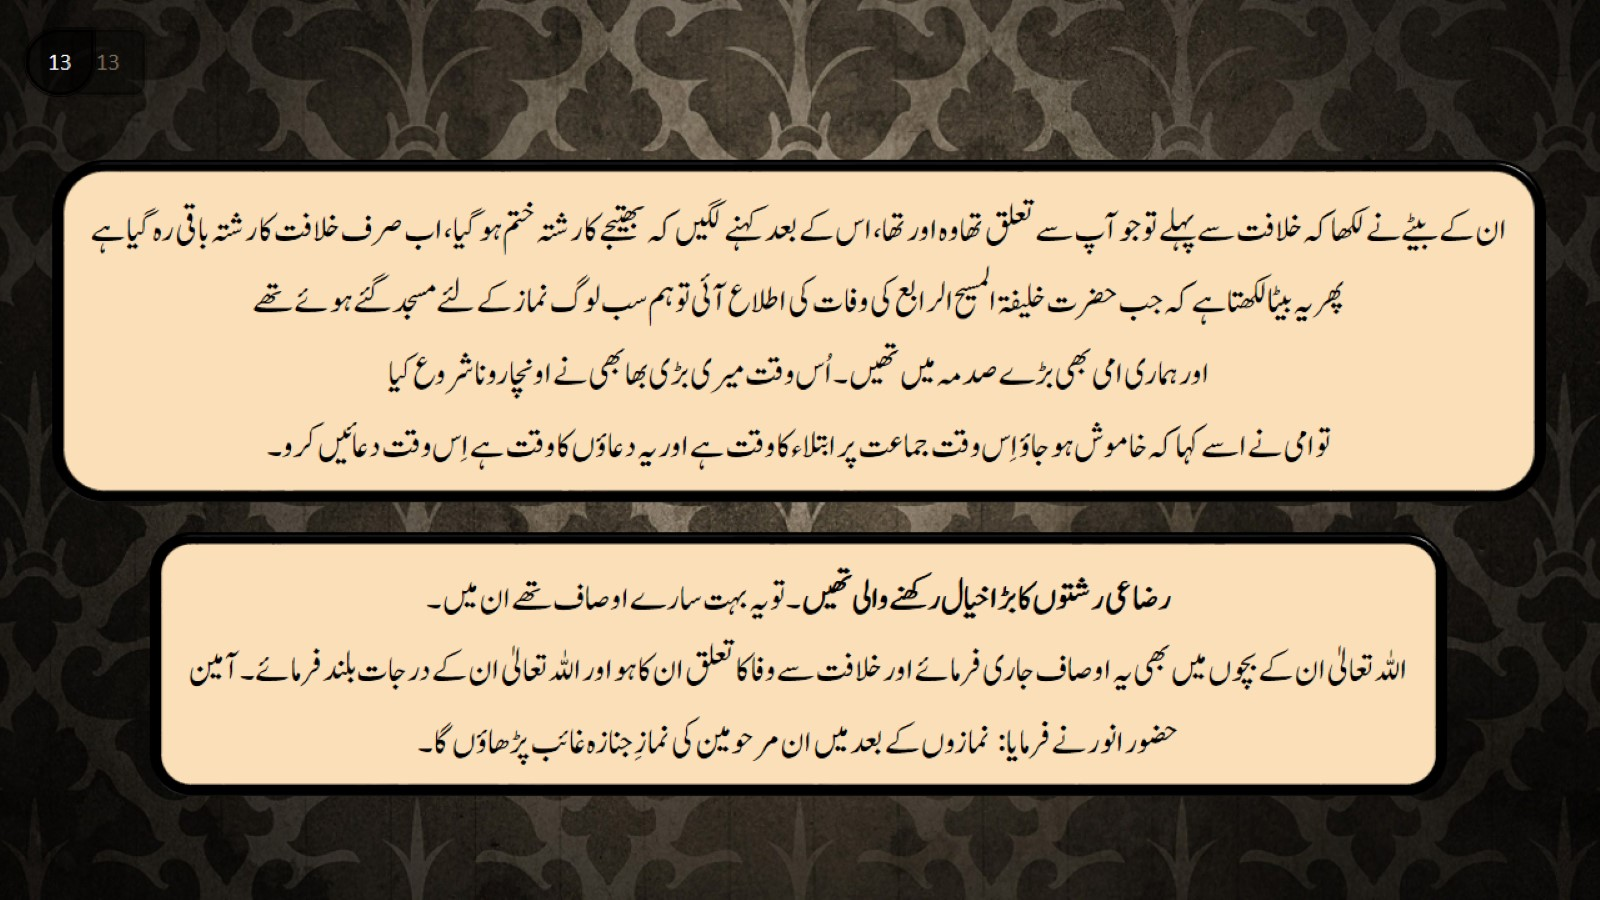 13 13
ان کے بیٹے نے لکھا کہ خلافت سے پہلے تو جو آپ سے تعلق تھا وہ اور تھا، اس کے بعد کہنے لگیں کہ بھتیجے کا رشتہ ختم ہو گیا، اب صرف خلافت کا رشتہ باقی رہ گیا ہے
پھر یہ بیٹا لکھتا ہے کہ جب حضرت خلیفۃ المسیح الرابع کی وفات کی اطلاع آئی تو ہم سب لوگ نماز کے لئے مسجد گئے ہوئے تھے
اور ہماری امی بھی بڑے صدمہ میں تھیں۔ اُس وقت میری بڑی بھابھی نے اونچا رونا شروع کیا
تو امی نے اسے کہا کہ خاموش ہو جاؤ اِس وقت جماعت پر ابتلاء کا وقت ہے اور یہ دعاؤں کا وقت ہے اِس وقت دعائیں کرو۔
رضاعی رشتوں کا بڑا خیال رکھنے والی تھیں۔ تو یہ بہت سارے اوصاف تھے ان میں۔
اللہ تعالیٰ ان کے بچوں میں بھی یہ اوصاف جاری فرمائے اور خلافت سے وفا کا تعلق ان کا ہو اور اللہ تعالیٰ ان کے درجات بلند فرمائے۔ آمین
حضور انور نے فرمایا: نمازوں کے بعد میں ان مرحومین کی نمازِ جنازہ غائب پڑھاؤں گا۔